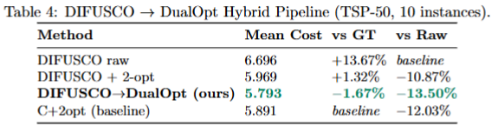 Table 4: DIFUSCO → DualOpt Hybrid Pipeline (TSP-50, 10 instances).
Method Mean Cost vs GT vs Raw
DIFUSCO raw 6.696 +13.67% baseline
DIFUSCO + 2-opt 5.969 +1.32% −10.87%
DIFUSCO→DualOpt (ours) 5.793 −1.67% −13.50%
C+2opt (baseline) 5.891 baseline −12.03%